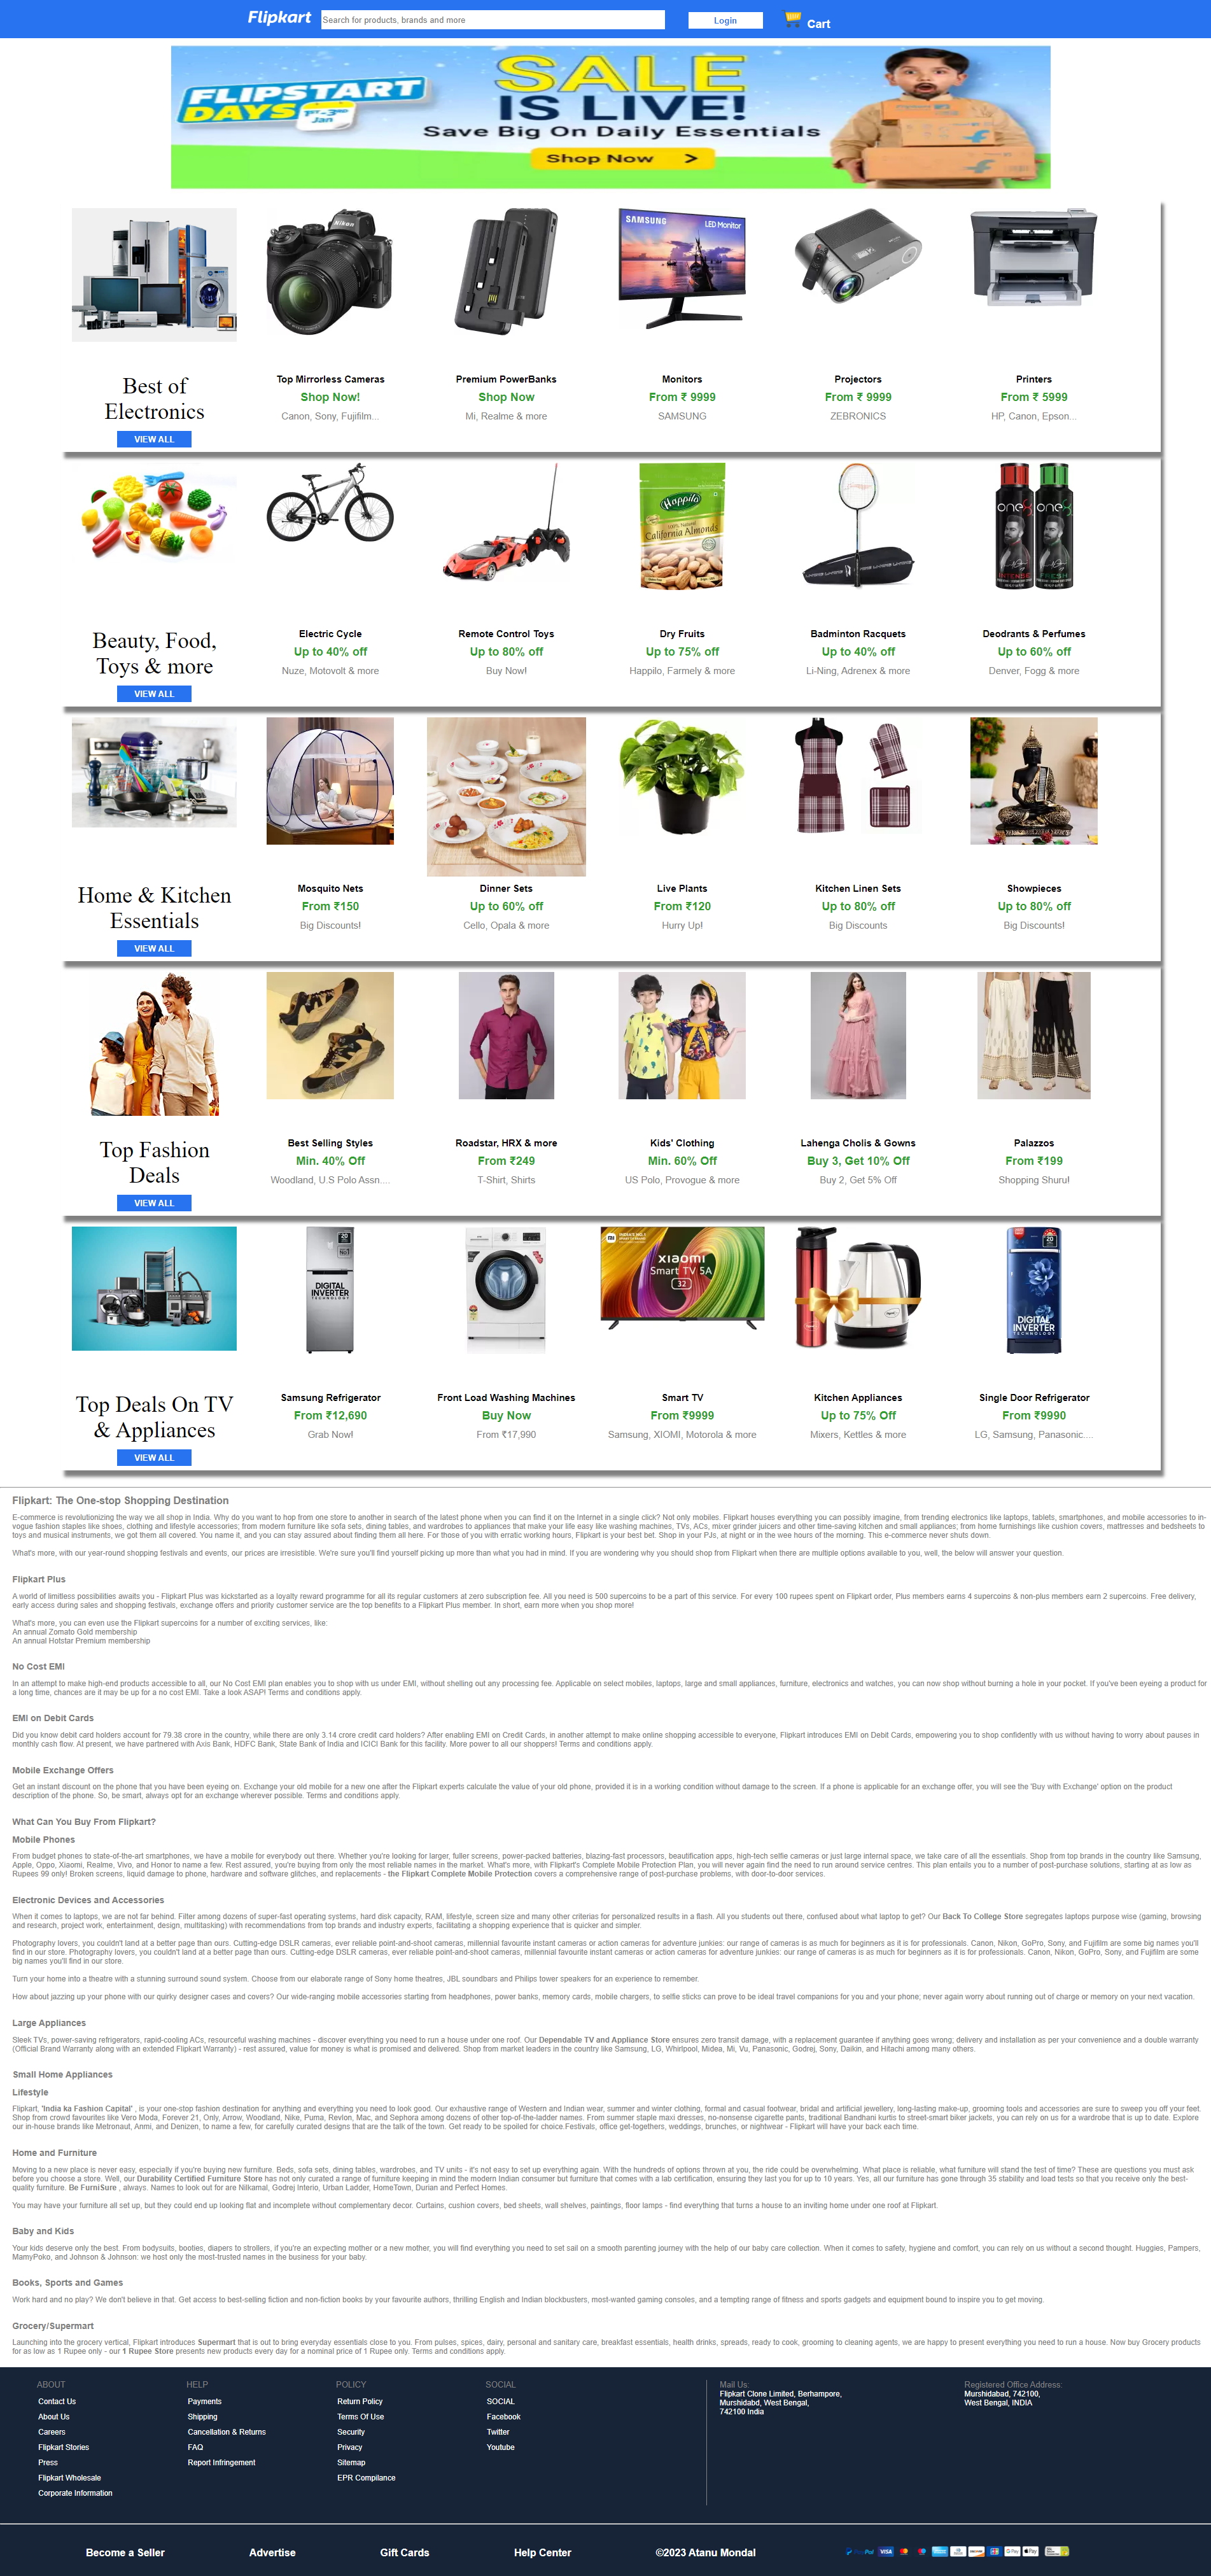 Flipkart
Search for products, brands and more
Login
Cart
FLIPSTART
DAYS
1st-3rd
Jan
SALE
IS LIVE!
Save Big On Daily Essentials
Shop Now >
Nikon
SAMSUNG
LED Monitor
Best of
Electronics
VIEW ALL
Top Mirrorless Cameras
Shop Now!
Canon, Sony, Fujifilm...
Premium PowerBanks
Shop Now
Mi, Realme & more
Monitors
From ₹ 9999
SAMSUNG
Projectors
From ₹ 9999
ZEBRONICS
Printers
From ₹ 5999
HP, Canon, Epson...
Happilo
100% Natural
California Almonds
one8
INTENSE
one8
FRESH
Beauty, Food,
Toys & more
VIEW ALL
Electric Cycle
Up to 40% off
Nuze, Motovolt & more
Remote Control Toys
Up to 80% off
Buy Now!
Dry Fruits
Up to 75% off
Happilo, Farmely & more
Badminton Racquets
Up to 40% off
Li-Ning, Adrenex & more
Deodrants & Perfumes
Up to 60% off
Denver, Fogg & more
Home & Kitchen
Essentials
VIEW ALL
Mosquito Nets
From ₹150
Big Discounts!
Dinner Sets
Up to 60% off
Cello, Opala & more
Live Plants
From ₹120
Hurry Up!
Kitchen Linen Sets
Up to 80% off
Big Discounts
Showpieces
Up to 80% off
Big Discounts!
Top Fashion
Deals
VIEW ALL
Best Selling Styles
Min. 40% Off
Woodland, U.S Polo Assn....
Roadstar, HRX & more
From ₹249
T-Shirt, Shirts
Kids' Clothing
Min. 60% Off
US Polo, Provogue & more
Lahenga Cholis & Gowns
Buy 3, Get 10% Off
Buy 2, Get 5% Off
Palazzos
From ₹199
Shopping Shuru!
DIGITAL
INVERTER
TECHNOLOGY
xiaomi
Smart TV 5A
32
DIGITAL
INVERTER
TECHNOLOGY
Top Deals On TV
& Appliances
VIEW ALL
Samsung Refrigerator
From ₹12,690
Grab Now!
Front Load Washing Machines
Buy Now
From ₹17,990
Smart TV
From ₹9999
Samsung, XIOMI, Motorola & more
Kitchen Appliances
Up to 75% Off
Mixers, Kettles & more
Single Door Refrigerator
From ₹9990
LG, Samsung, Panasonic....
Flipkart: The One-stop Shopping Destination
E-commerce is revolutionizing the way we all shop in India. Why do you want to hop from one store to another in search of the latest phone when you can find it on the Internet in a single click? Not only mobiles. Flipkart houses everything you can possibly imagine, from trending electronics like laptops, tablets, smartphones, and mobile accessories to in-
vogue fashion staples like shoes, clothing and lifestyle accessories; from modern furniture like sofa sets, dining tables, and wardrobes to appliances that make your life easy like washing machines, TVs, ACs, mixer grinder juicers and other time-saving kitchen and small appliances; from home furnishings like cushion covers, mattresses and bedsheets to
toys and musical instruments, we got them all covered. You name it, and you can stay assured about finding them all here. For those of you with erratic working hours, Flipkart is your best bet. Shop in your PJs, at night or in the wee hours of the morning. This e-commerce never shuts down.
What's more, with our year-round shopping festivals and events, our prices are irresistible. We're sure you'll find yourself picking up more than what you had in mind. If you are wondering why you should shop from Flipkart when there are multiple options available to you, well, the below will answer your question.
Flipkart Plus
A world of limitless possibilities awaits you - Flipkart Plus was kickstarted as a loyalty reward programme for all its regular customers at zero subscription fee. All you need is 500 supercoins to be a part of this service. For every 100 rupees spent on Flipkart order, Plus members earns 4 supercoins & non-plus members earn 2 supercoins. Free delivery,
early access during sales and shopping festivals, exchange offers and priority customer service are the top benefits to a Flipkart Plus member. In short, earn more when you shop more!
What's more, you can even use the Flipkart supercoins for a number of exciting services, like:
An annual Zomato Gold membership
An annual Hotstar Premium membership
No Cost EMI
In an attempt to make high-end products accessible to all, our No Cost EMI plan enables you to shop with us under EMI, without shelling out any processing fee. Applicable on select mobiles, laptops, large and small appliances, furniture, electronics and watches, you can now shop without burning a hole in your pocket. If you've been eyeing a product for
a long time, chances are it may be up for a no cost EMI. Take a look ASAP! Terms and conditions apply.
EMI on Debit Cards
Did you know debit card holders account for 79.38 crore in the country, while there are only 3.14 crore credit card holders? After enabling EMI on Credit Cards, in another attempt to make online shopping accessible to everyone, Flipkart introduces EMI on Debit Cards, empowering you to shop confidently with us without having to worry about pauses in
monthly cash flow. At present, we have partnered with Axis Bank, HDFC Bank, State Bank of India and ICICI Bank for this facility. More power to all our shoppers! Terms and conditions apply.
Mobile Exchange Offers
Get an instant discount on the phone that you have been eyeing on. Exchange your old mobile for a new one after the Flipkart experts calculate the value of your old phone, provided it is in a working condition without damage to the screen. If a phone is applicable for an exchange offer, you will see the 'Buy with Exchange' option on the product
description of the phone. So, be smart, always opt for an exchange wherever possible. Terms and conditions apply.
What Can You Buy From Flipkart?
Mobile Phones
From budget phones to state-of-the-art smartphones, we have a mobile for everybody out there. Whether you're looking for larger, fuller screens, power-packed batteries, blazing-fast processors, beautification apps, high-tech selfie cameras or just large internal space, we take care of all the essentials. Shop from top brands in the country like Samsung,
Apple, Oppo, Xiaomi, Realme, Vivo, and Honor to name a few. Rest assured, you're buying from only the most reliable names in the market. What's more, with Flipkart's Complete Mobile Protection Plan, you will never again find the need to run around service centres. This plan entails you to a number of post-purchase solutions, starting at as low as
Rupees 99 only! Broken screens, liquid damage to phone, hardware and software glitches, and replacements - the Flipkart Complete Mobile Protection covers a comprehensive range of post-purchase problems, with door-to-door services.
Electronic Devices and Accessories
When it comes to laptops, we are not far behind. Filter among dozens of super-fast operating systems, hard disk capacity, RAM, lifestyle, screen size and many other criterias for personalized results in a flash. All you students out there, confused about what laptop to get? Our Back To College Store segregates laptops purpose wise (gaming, browsing
and research, project work, entertainment, design, multitasking) with recommendations from top brands and industry experts, facilitating a shopping experience that is quicker and simpler.
Photography lovers, you couldn't land at a better page than ours. Cutting-edge DSLR cameras, ever reliable point-and-shoot cameras, millennial favourite instant cameras or action cameras for adventure junkies: our range of cameras is as much for beginners as it is for professionals. Canon, Nikon, GoPro, Sony, and Fujifilm are some big names you'll
find in our store. Photography lovers, you couldn't land at a better page than ours. Cutting-edge DSLR cameras, ever reliable point-and-shoot cameras, millennial favourite instant cameras or action cameras for adventure junkies: our range of cameras is as much for beginners as it is for professionals. Canon, Nikon, GoPro, Sony, and Fujifilm are some
big names you'll find in our store.
Turn your home into a theatre with a stunning surround sound system. Choose from our elaborate range of Sony home theatres, JBL soundbars and Philips tower speakers for an experience to remember.
How about jazzing up your phone with our quirky designer cases and covers? Our wide-ranging mobile accessories starting from headphones, power banks, memory cards, mobile chargers, to selfie sticks can prove to be ideal travel companions for you and your phone; never again worry about running out of charge or memory on your next vacation.
Large Appliances
Sleek TVs, power-saving refrigerators, rapid-cooling ACs, resourceful washing machines - discover everything you need to run a house under one roof. Our Dependable TV and Appliance Store ensures zero transit damage, with a replacement guarantee if anything goes wrong; delivery and installation as per your convenience and a double warranty
(Official Brand Warranty along with an extended Flipkart Warranty) - rest assured, value for money is what is promised and delivered. Shop from market leaders in the country like Samsung, LG, Whirlpool, Midea, Mi, Vu, Panasonic, Godrej, Sony, Daikin, and Hitachi among many others.
Small Home Appliances
Lifestyle
Flipkart, 'India ka Fashion Capital' , is your one-stop fashion destination for anything and everything you need to look good. Our exhaustive range of Western and Indian wear, summer and winter clothing, formal and casual footwear, bridal and artificial jewellery, long-lasting make-up, grooming tools and accessories are sure to sweep you off your feet.
Shop from crowd favourites like Vero Moda, Forever 21, Only, Arrow, Woodland, Nike, Puma, Revlon, Mac, and Sephora among dozens of other top-of-the-ladder names. From summer staple maxi dresses, no-nonsense cigarette pants, traditional Bandhani kurtis to street-smart biker jackets, you can rely on us for a wardrobe that is up to date. Explore
our in-house brands like Metronaut, Anmi, and Denizen, to name a few, for carefully curated designs that are the talk of the town. Get ready to be spoiled for choice.Festivals, office get-togethers, weddings, brunches, or nightwear - Flipkart will have your back each time.
Home and Furniture
Moving to a new place is never easy, especially if you're buying new furniture. Beds, sofa sets, dining tables, wardrobes, and TV units - it's not easy to set up everything again. With the hundreds of options thrown at you, the ride could be overwhelming. What place is reliable, what furniture will stand the test of time? These are questions you must ask
before you choose a store. Well, our Durability Certified Furniture Store has not only curated a range of furniture keeping in mind the modern Indian consumer but furniture that comes with a lab certification, ensuring they last you for up to 10 years. Yes, all our furniture has gone through 35 stability and load tests so that you receive only the best-
quality furniture. Be FurniSure , always. Names to look out for are Nilkamal, Godrej Interio, Urban Ladder, HomeTown, Durian and Perfect Homes.
You may have your furniture all set up, but they could end up looking flat and incomplete without complementary decor. Curtains, cushion covers, bed sheets, wall shelves, paintings, floor lamps - find everything that turns a house to an inviting home under one roof at Flipkart.
Baby and Kids
Your kids deserve only the best. From bodysuits, booties, diapers to strollers, if you're an expecting mother or a new mother, you will find everything you need to set sail on a smooth parenting journey with the help of our baby care collection. When it comes to safety, hygiene and comfort, you can rely on us without a second thought. Huggies, Pampers,
MamyPoko, and Johnson & Johnson: we host only the most-trusted names in the business for your baby.
Books, Sports and Games
Work hard and no play? We don't believe in that. Get access to best-selling fiction and non-fiction books by your favourite authors, thrilling English and Indian blockbusters, most-wanted gaming consoles, and a tempting range of fitness and sports gadgets and equipment bound to inspire you to get moving.
Grocery/Supermart
Launching into the grocery vertical, Flipkart introduces Supermart that is out to bring everyday essentials close to you. From pulses, spices, dairy, personal and sanitary care, breakfast essentials, health drinks, spreads, ready to cook, grooming to cleaning agents, we are happy to present everything you need to run a house. Now buy Grocery products
for as low as 1 Rupee only - our 1 Rupee Store presents new products every day for a nominal price of 1 Rupee only. Terms and conditions apply.
ABOUT
Contact Us
About Us
Careers
Flipkart Stories
Press
Flipkart Wholesale
Corporate Information
HELP
Payments
Shipping
Cancellation & Returns
FAQ
Report Infringement
POLICY
Return Policy
Terms Of Use
Security
Privacy
Sitemap
EPR Compilance
SOCIAL
SOCIAL
Facebook
Twitter
Youtube
Mail Us:
Flipkart Clone Limited, Berhampore,
Murshidabd, West Bengal,
742100 India
Registered Office Address:
Murshidabad, 742100,
West Bengal, INDIA
Become a Seller
Advertise
Gift Cards
Help Center
©2023 Atanu Mondal
PayPal
VISA